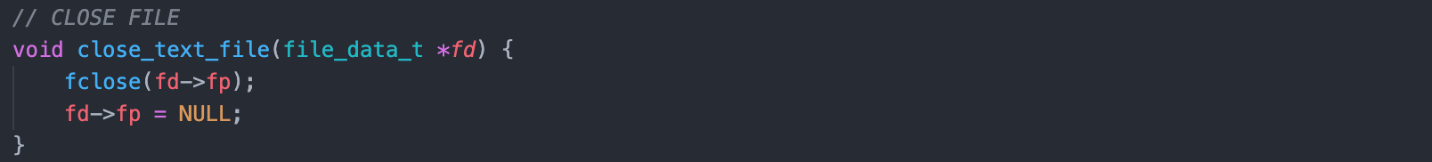 // CLOSE FILE
void close_text_file(file_data_t *fd) {
    fclose(fd->fp);
    fd->fp = NULL;
}